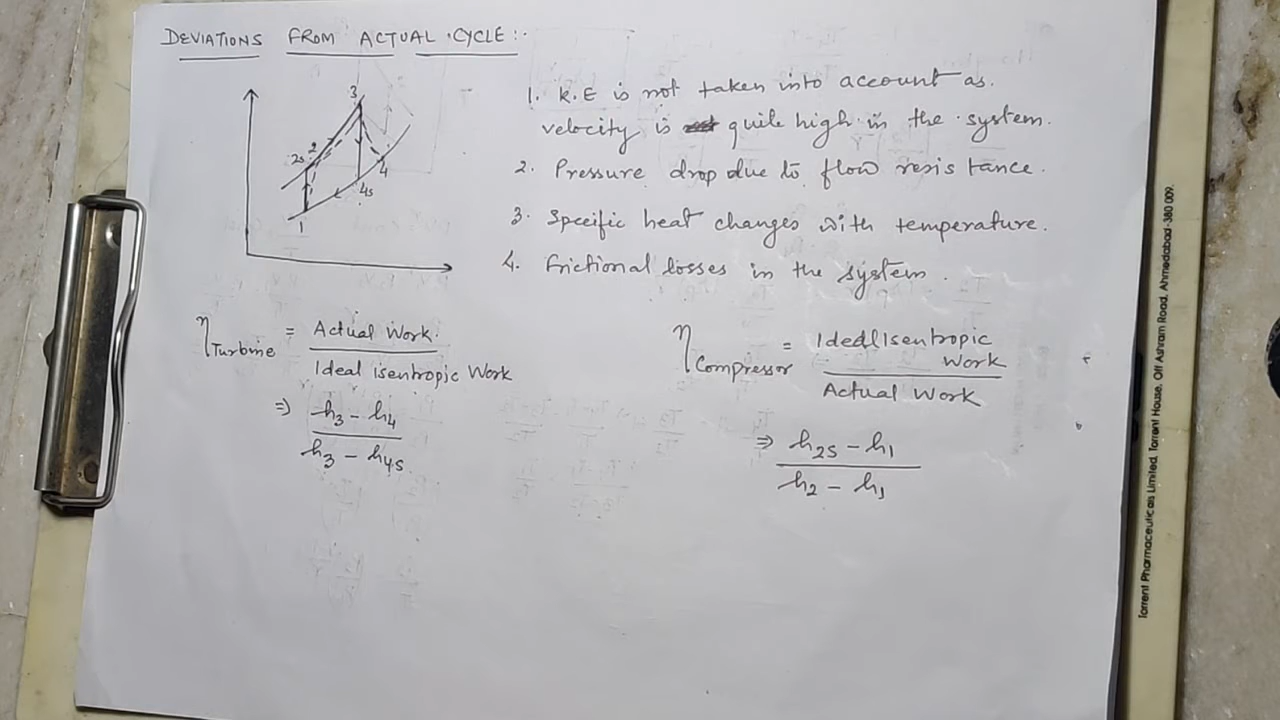 DEVIATIONS FROM ACTUAL CYCLE :-
3
2s 2
4
4s
1
1. K.E is not taken into account as
velocity is quite high in the system.
2. Pressure drop due to flow resistance.
3. Specific heat changes with temperature.
4. Frictional losses in the system.
η Turbine = Actual Work
Ideal isentropic Work
=> h3 - h4
h3 - h4s
η Compressor = Ideal Isentropic
Work
Actual Work
=> h2s - h1
h2 - h1
Torrent Pharmaceuticals Limited, Torrent House, Off Ashram Road, Ahmedabad-380 009.